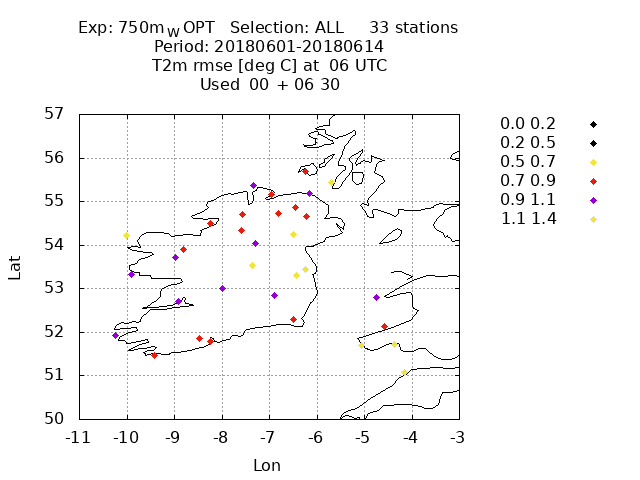 Exp: 750mWOPT Selection: ALL 33 stations
Period: 20180601-20180614
T2m rmse [deg C] at 06 UTC
Used 00 + 06 30
57
56
55
54
53
52
51
50
-11 -10 -9 -8 -7 -6 -5 -4 -3
Lat
Lon
0.0 0.2
0.2 0.5
0.5 0.7
0.7 0.9
0.9 1.1
1.1 1.4